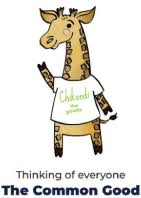 Chikondi
the
giraffe
Thinking of everyone
The Common Good